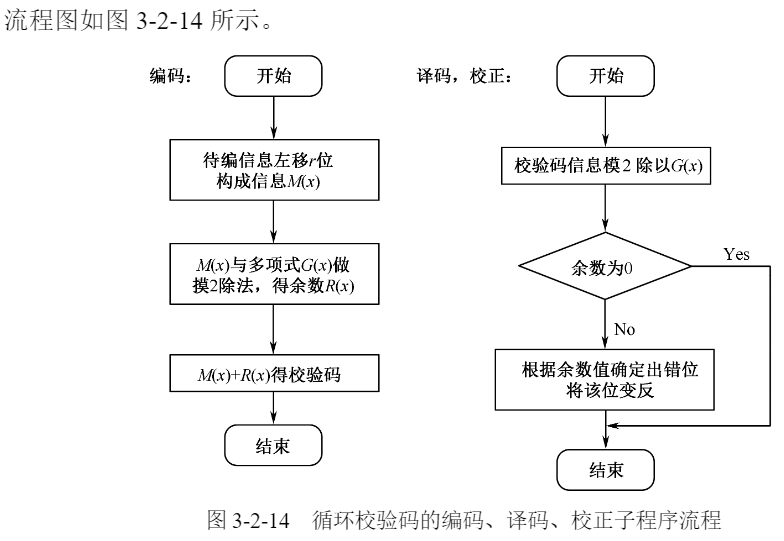 流程图如图 3-2-14 所示。
编码：
开始
待编信息左移r位
构成信息M(x)
M(x)与多项式G(x)做
摸2除法，得余数R(x)
M(x)+R(x)得校验码
结束
译码，校正：
开始
校验码信息模2 除以G(x)
余数为0
Yes
No
根据余数值确定出错位
将该位变反
结束
图 3-2-14 循环校验码的编码、译码、校正子程序流程